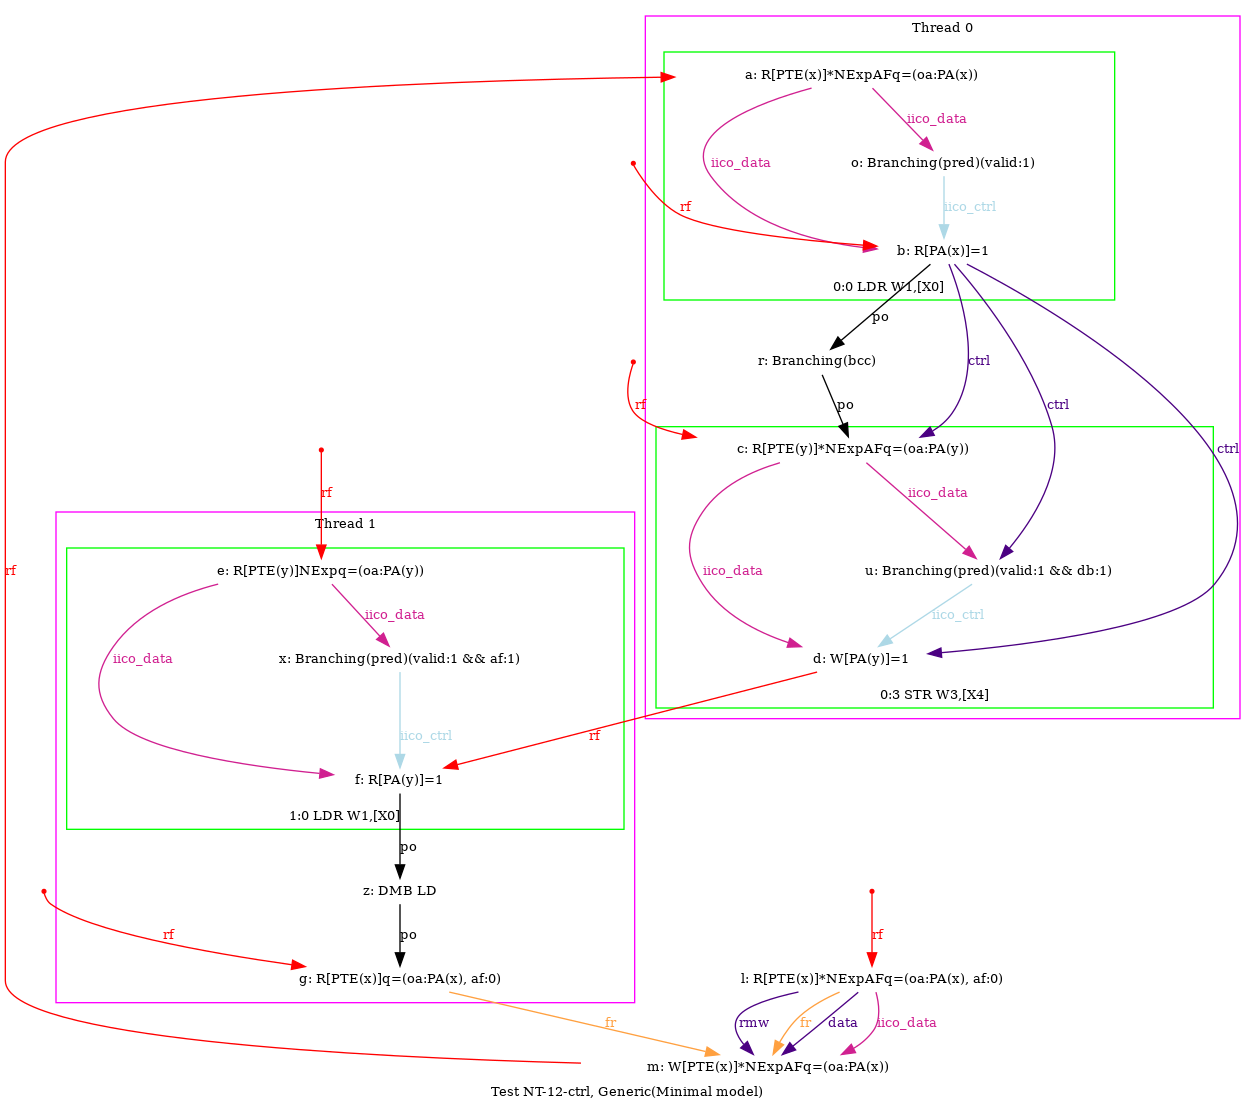 Thread 0
a: R[PTE(x)]*NExpAFq=(oa:PA(x))
iico_data
iico_data
o: Branching(pred)(valid:1)
rf
iico_ctrl
b: R[PA(x)]=1
0:0 LDR W1,[X0]
po
r: Branching(bcc)
ctrl
rf
po
ctrl
ctrl
c: R[PTE(y)]*NExpAFq=(oa:PA(y))
rf
iico_data
Thread 1
e: R[PTE(y)]NExpq=(oa:PA(y))
rf
iico_data
u: Branching(pred)(valid:1 && db:1)
iico_data
iico_ctrl
iico_data
x: Branching(pred)(valid:1 && af:1)
d: W[PA(y)]=1
0:3 STR W3,[X4]
iico_ctrl
rf
f: R[PA(y)]=1
1:0 LDR W1,[X0]
po
z: DMB LD
rf
po
rf
g: R[PTE(x)]q=(oa:PA(x), af:0)
l: R[PTE(x)]*NExpAFq=(oa:PA(x), af:0)
fr
rmw
fr
data
iico_data
m: W[PTE(x)]*NExpAFq=(oa:PA(x))
Test NT-12-ctrl, Generic(Minimal model)